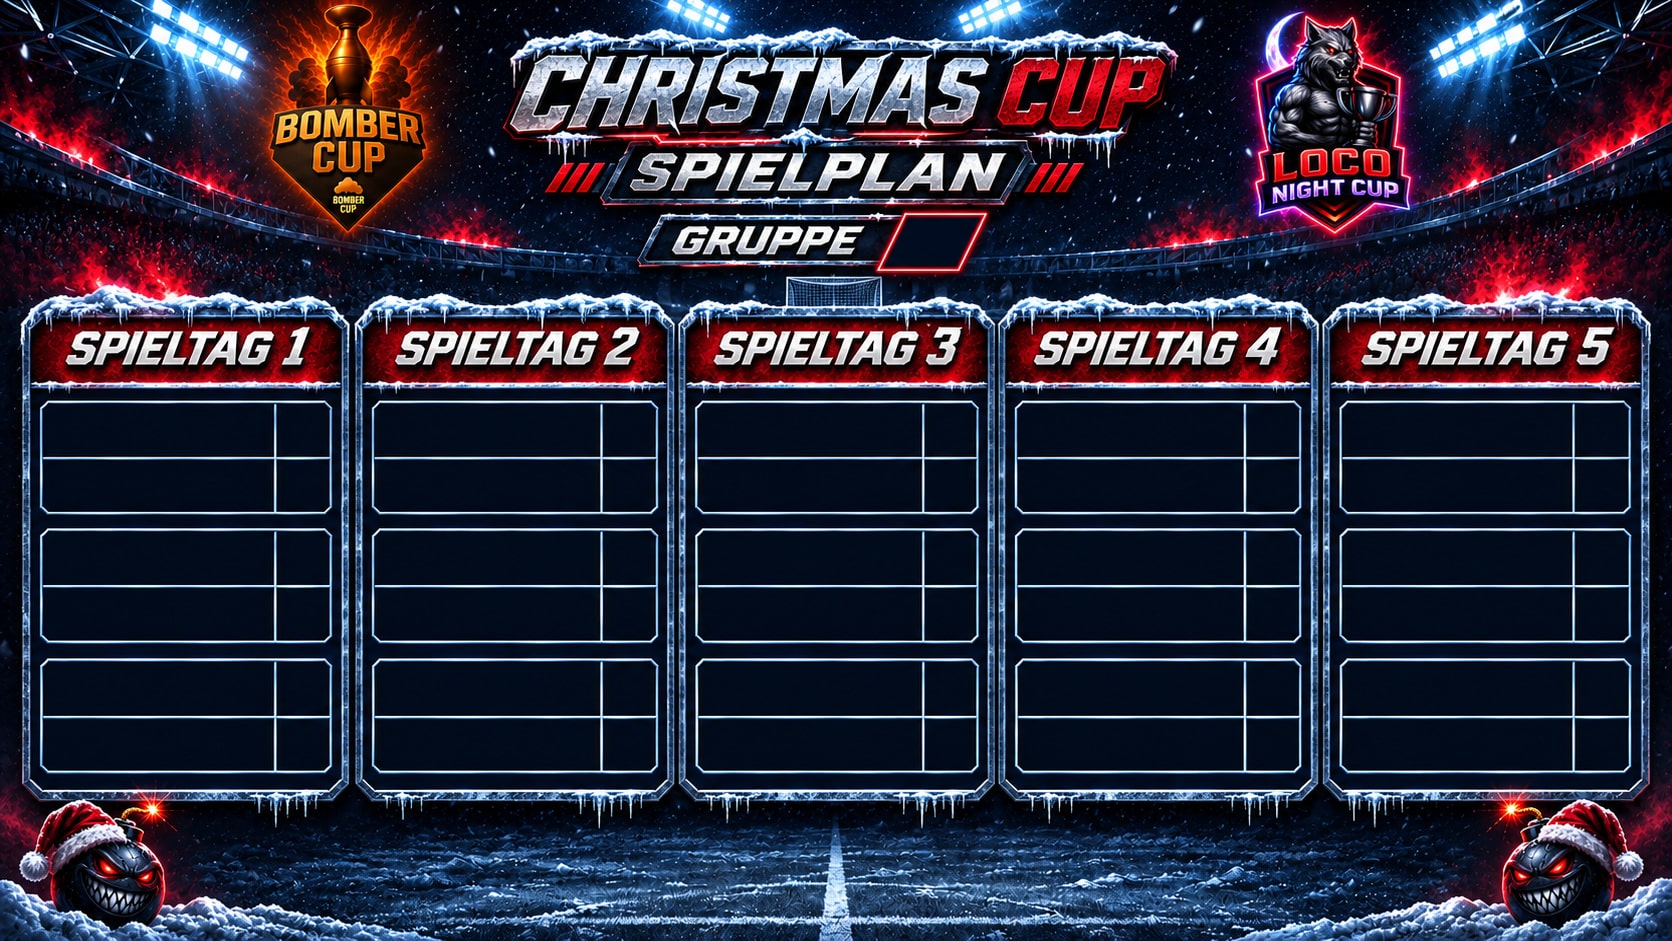 BOMBER
CUP
BOMBER
CUP
CHRISTMAS CUP
SPIELPLAN
GRUPPE
LOCO
NIGHT CUP
SPIELTAG 1
SPIELTAG 2
SPIELTAG 3
SPIELTAG 4
SPIELTAG 5